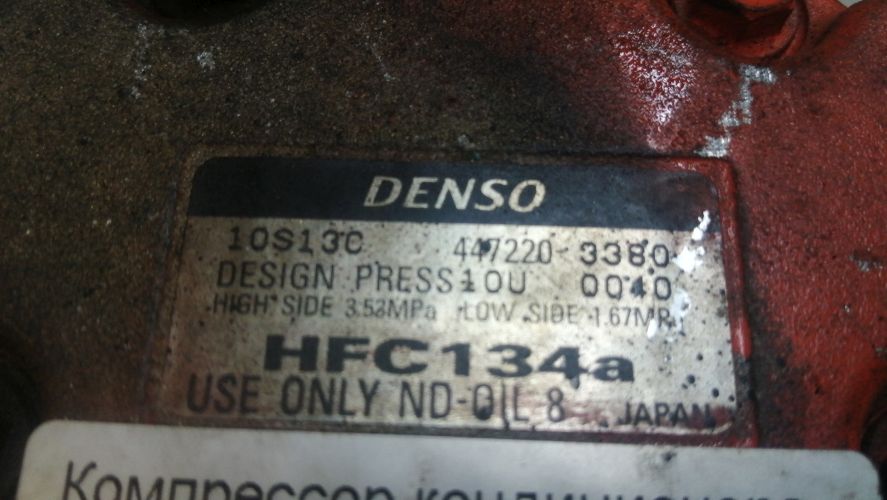 DENSO
10S13C 447220-3380
DESIGN PRESS 10U 0040
HIGH SIDE 3.53MPa LOW SIDE 1.67MPa
HFC134a
USE ONLY ND-OIL 8 JAPAN
Компрессор